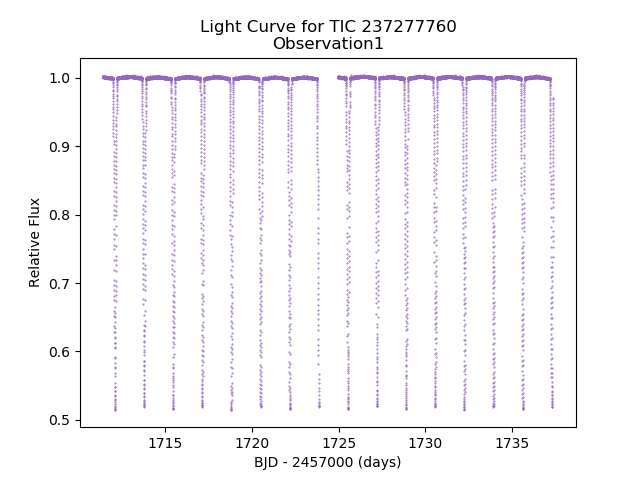 Light Curve for TIC 237277760
Observation1
1.0
0.9
0.8
0.7
0.6
0.5
Relative Flux
1715
1720
1725
1730
1735
BJD - 2457000 (days)